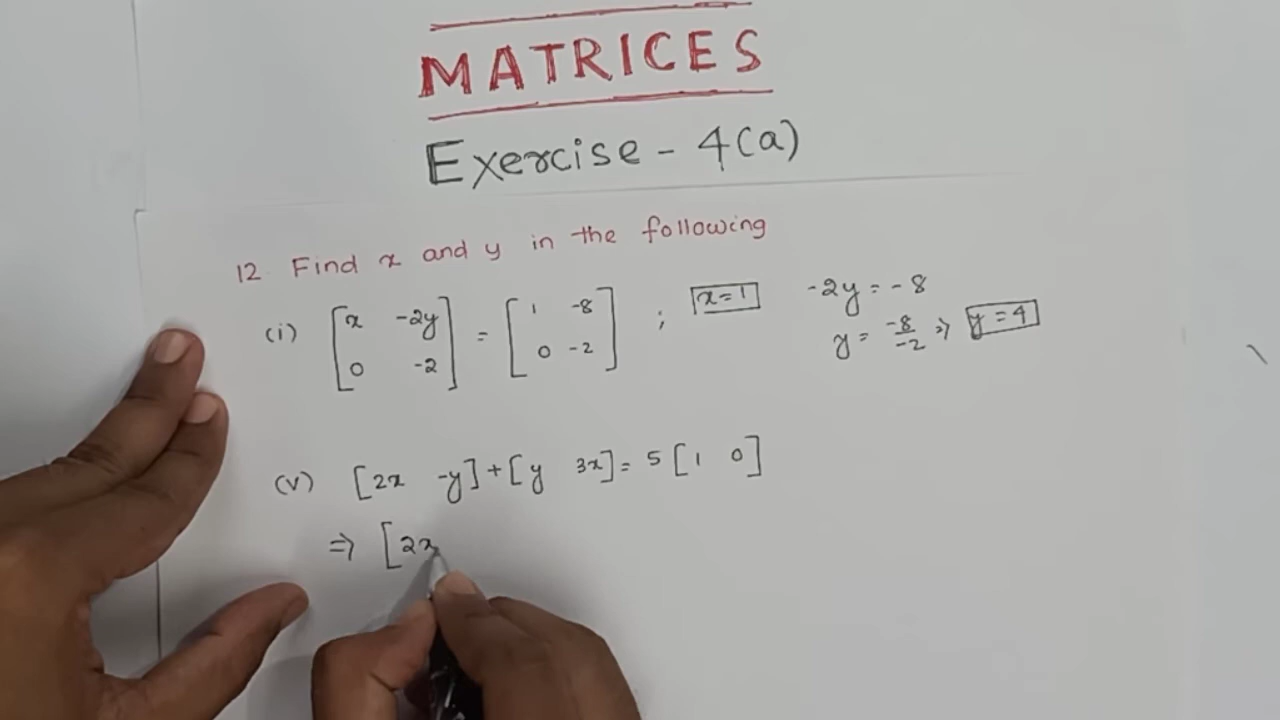 MATRICES
Exercise - 4(a)
12. Find x and y in the following
(i) [x -2y; 0 -2] = [1 -8; 0 -2] ; x=1 -2y = -8
y = -8/-2 ⇒ y = 4
(v) [2x -y] + [y 3x] = 5 [1 0]
⇒ [2x